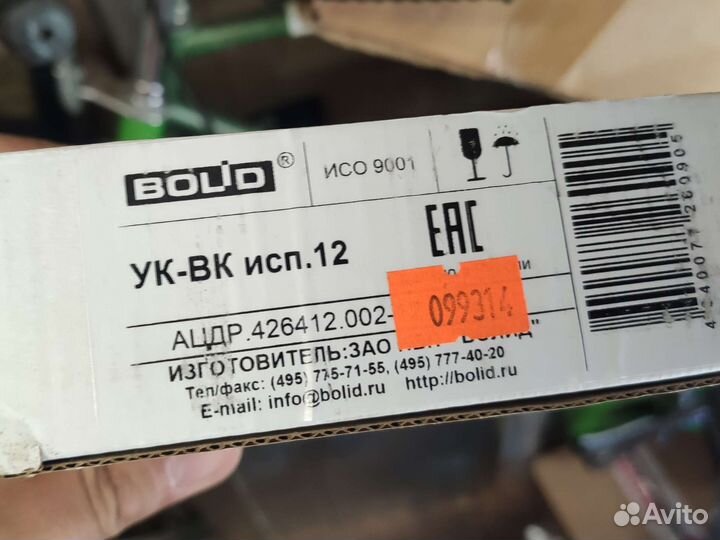 BOLID®
ИСО 9001
EAC
УК-ВК исп.12
099314
АЦДР.426412.002-
ИЗГОТОВИТЕЛЬ:ЗАО "БОЛИД"
Тел/факс: (495) 775-71-55, (495) 777-40-20
E-mail: info@bolid.ru http://bolid.ru
Avito